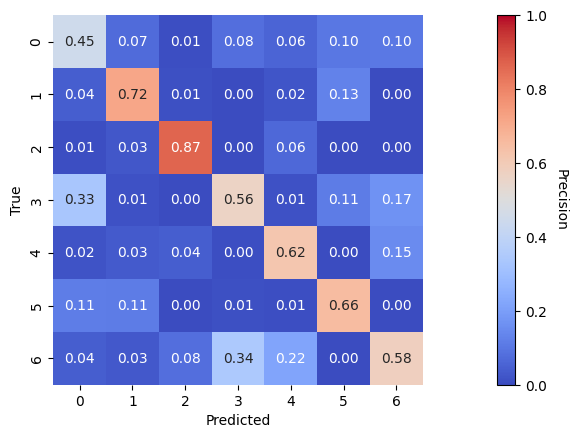 0 0.45 0.07 0.01 0.08 0.06 0.10 0.10
1 0.04 0.72 0.01 0.00 0.02 0.13 0.00
2 0.01 0.03 0.87 0.00 0.06 0.00 0.00
3 0.33 0.01 0.00 0.56 0.01 0.11 0.17
4 0.02 0.03 0.04 0.00 0.62 0.00 0.15
5 0.11 0.11 0.00 0.01 0.01 0.66 0.00
6 0.04 0.03 0.08 0.34 0.22 0.00 0.58
0 1 2 3 4 5 6
Predicted
True
1.0
0.8
0.6
0.4
0.2
0.0
Precision